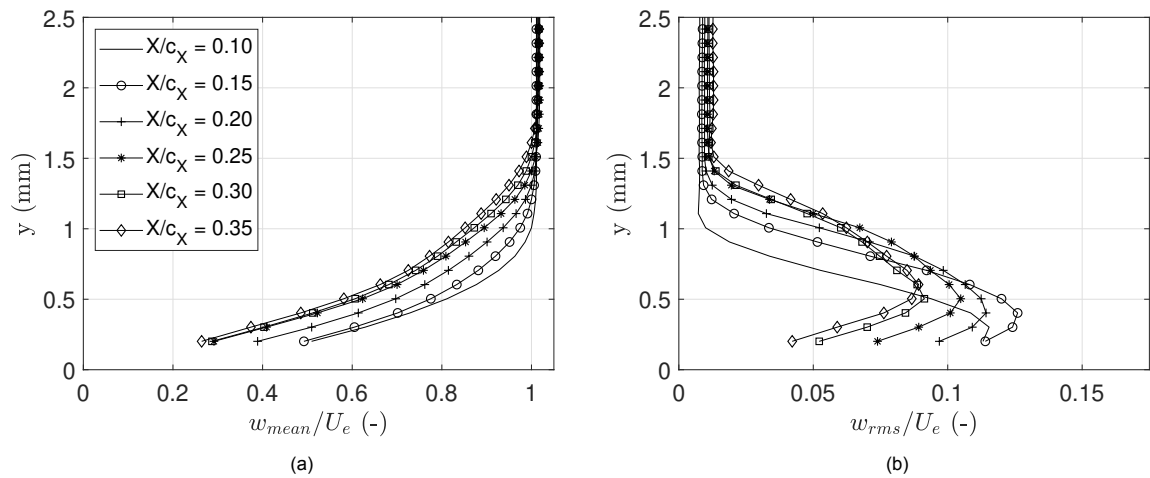 2.5
2
1.5
1
0.5
0
y (mm)
0 0.2 0.4 0.6 0.8 1
w_mean/U_e (-)
X/c_X = 0.10
X/c_X = 0.15
X/c_X = 0.20
X/c_X = 0.25
X/c_X = 0.30
X/c_X = 0.35
(a)
2.5
2
1.5
1
0.5
0
y (mm)
0 0.05 0.1 0.15
w_rms/U_e (-)
(b)